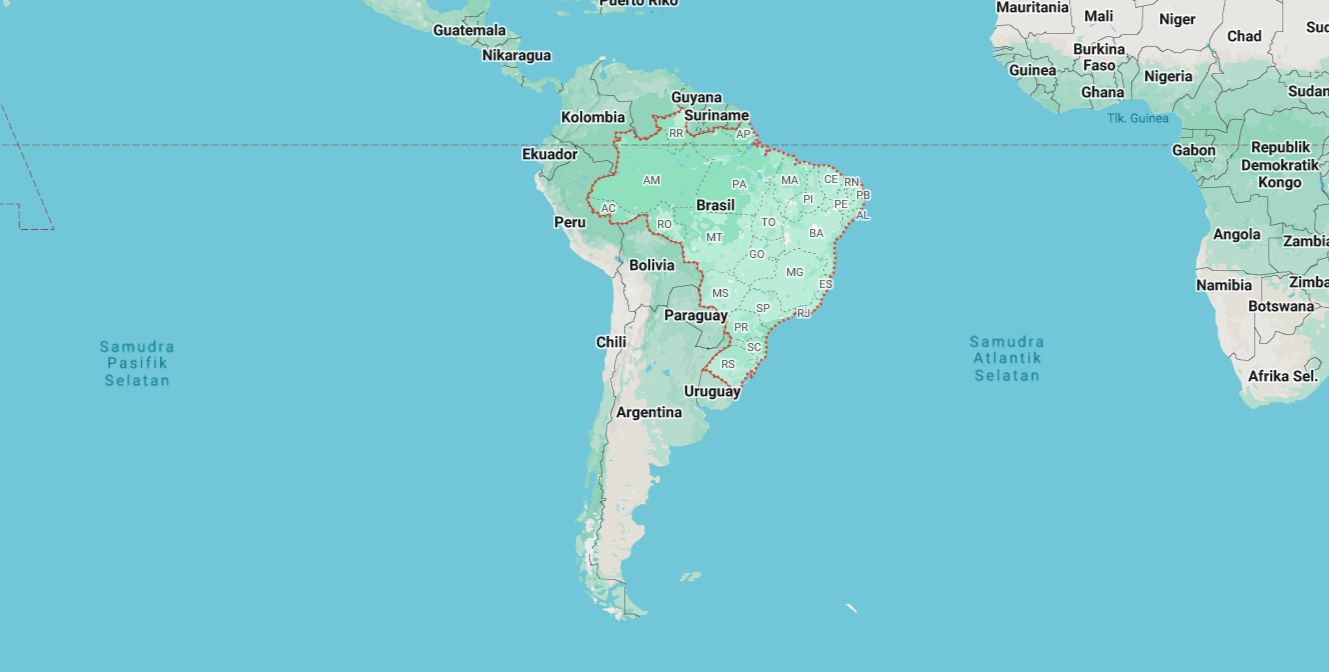 Puerto Riko
Mauritania
Mali
Niger
Chad
Guatemala
Nikaragua
Burkina
Faso
Guinea
Nigeria
Ghana
Guyana
Suriname
Kolombia
Tlk. Guinea
Sudan
RR
AP
Ekuador
Gabon
Republik
Demokratik
Kongo
AM
PA
MA
CE
RN
PB
PI
PE
AL
Brasil
AC
Peru
RO
TO
BA
MT
Angola
GO
Bolivia
MG
ES
Namibia
Botswana
MS
SP
RJ
Paraguay
PR
Chili
SC
RS
Samudra
Pasifik
Selatan
Samudra
Atlantik
Selatan
Afrika Sel.
Uruguay
Argentina